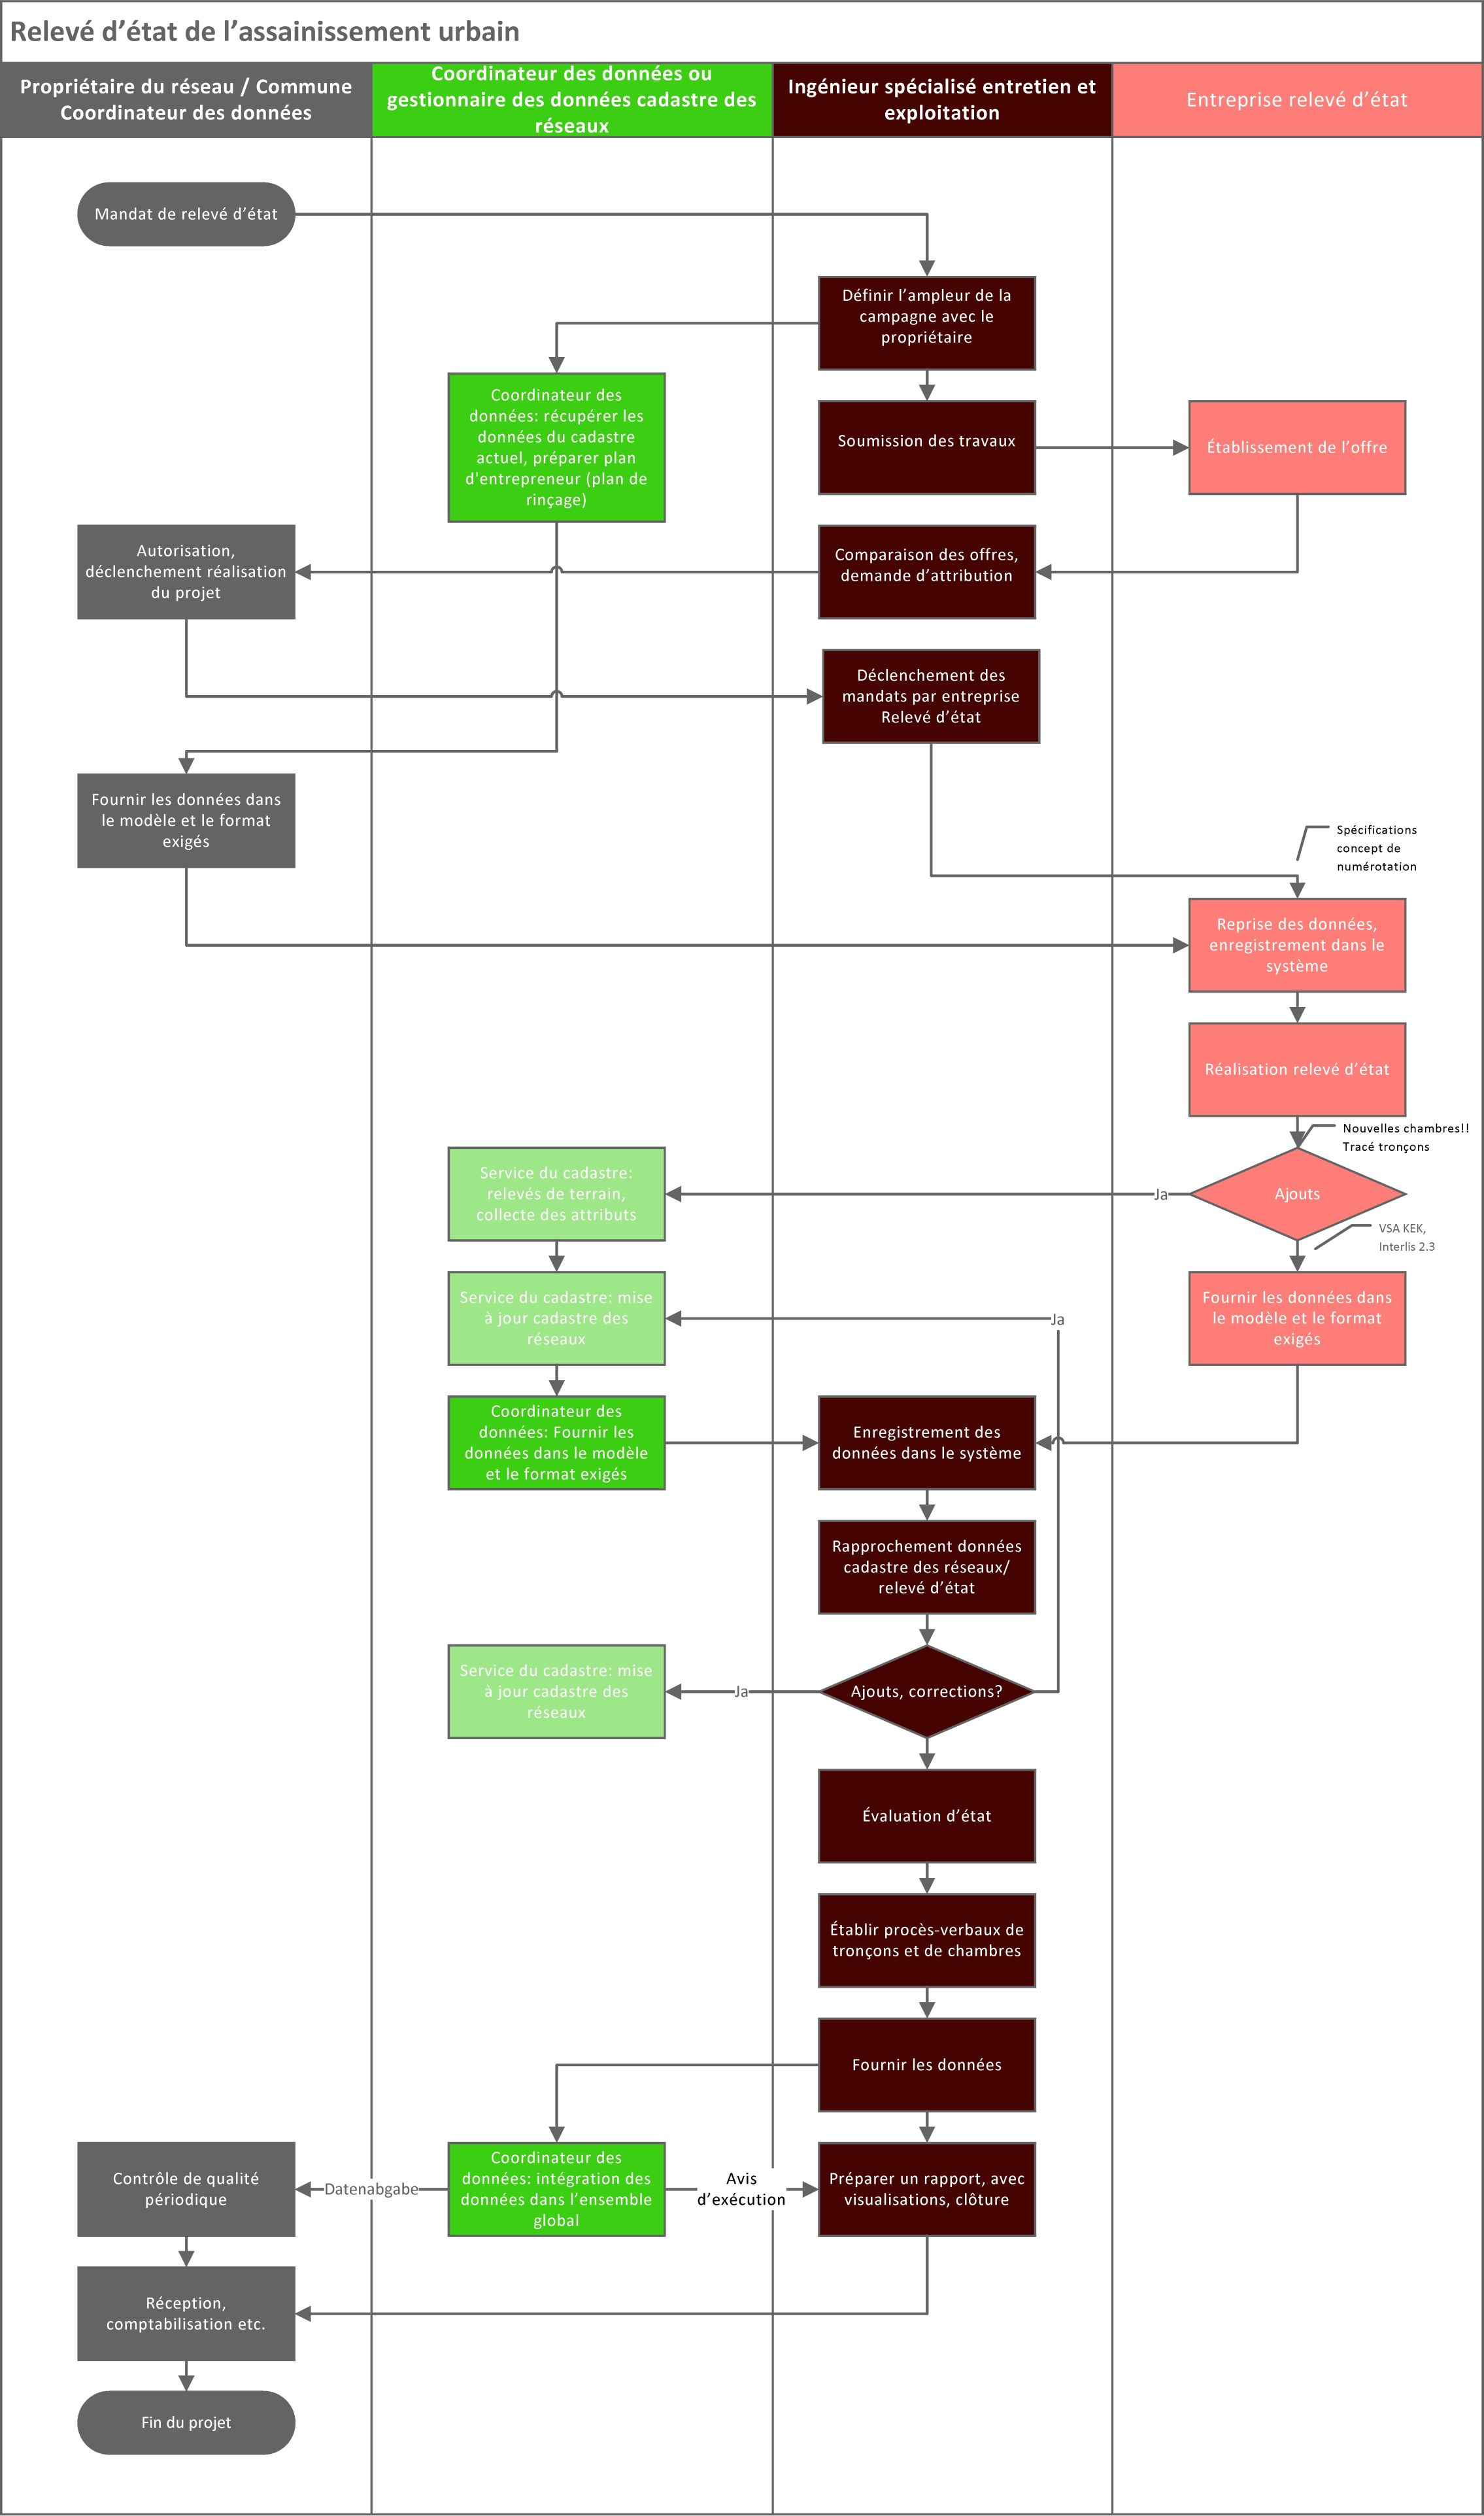 Relevé d’état de l’assainissement urbain
Propriétaire du réseau / Commune
Coordinateur des données
Coordinateur des données ou
gestionnaire des données cadastre des
réseaux
Ingénieur spécialisé entretien et
exploitation
Entreprise relevé d’état
Mandat de relevé d’état
Définir l’ampleur de la
campagne avec le
propriétaire
Coordinateur des
données: récupérer les
données du cadastre
actuel, préparer plan
d'entrepreneur (plan de
rinçage)
Soumission des travaux
Établissement de l’offre
Autorisation,
déclenchement réalisation
du projet
Comparaison des offres,
demande d’attribution
Déclenchement des
mandats par entreprise
Relevé d’état
Fournir les données dans
le modèle et le format
exigés
Spécifications
concept de
numérotation
Reprise des données,
enregistrement dans le
système
Réalisation relevé d’état
Nouvelles chambres!!
Tracé tronçons
Service du cadastre:
relevés de terrain,
collecte des attributs
Ja
Ajouts
VSA KEK,
Interlis 2.3
Service du cadastre: mise
à jour cadastre des
réseaux
Ja
Fournir les données dans
le modèle et le format
exigés
Coordinateur des
données: Fournir les
données dans le modèle
et le format exigés
Enregistrement des
données dans le système
Rapprochement données
cadastre des réseaux/
relevé d’état
Service du cadastre: mise
à jour cadastre des
réseaux
Ja
Ajouts, corrections?
Évaluation d’état
Établir procès-verbaux de
tronçons et de chambres
Fournir les données
Contrôle de qualité
périodique
Datenabgabe
Coordinateur des
données: intégration des
données dans l’ensemble
global
Avis
d’exécution
Préparer un rapport, avec
visualisations, clôture
Réception,
comptabilisation etc.
Fin du projet